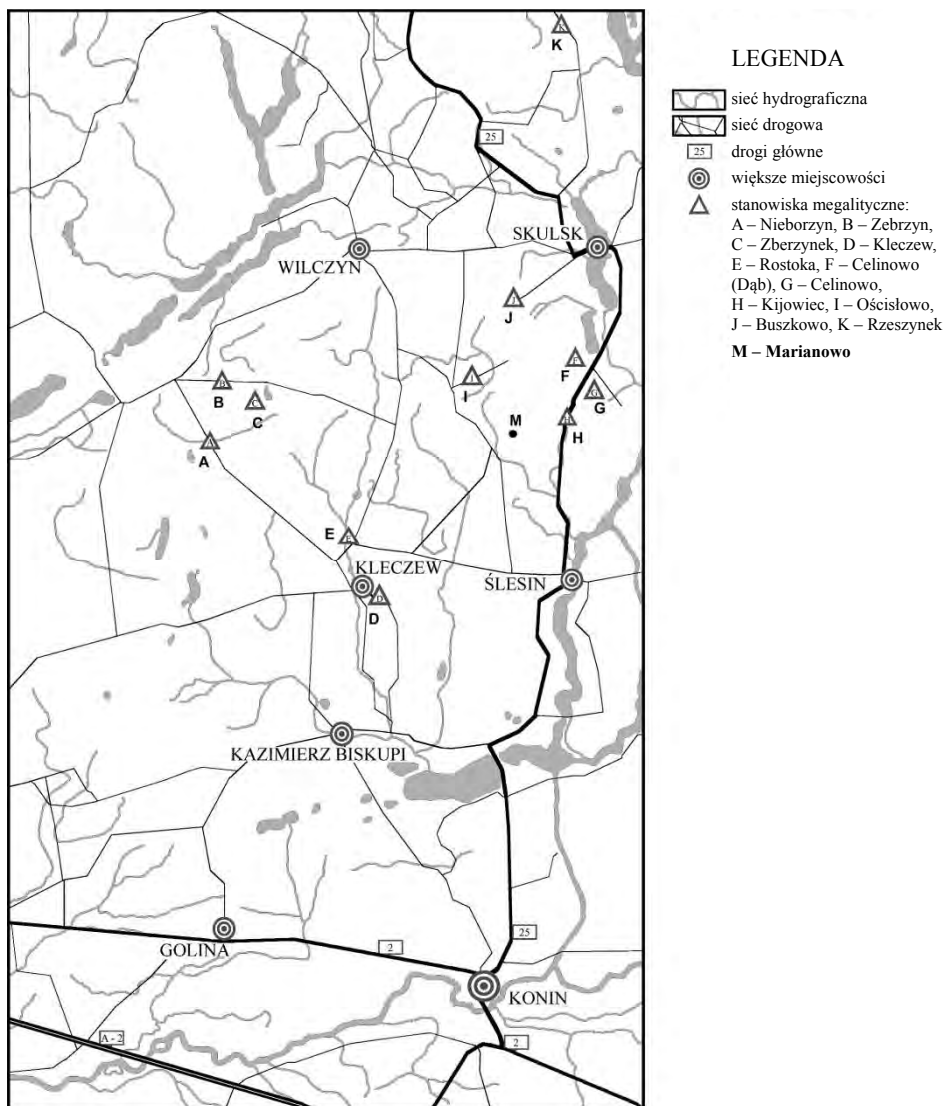 K
K
25
SKULSK
WILCZYN
J
J
F
F
B
B
I
I
G
G
C
C
H
H
M
A
A
E
E
KLECZEW
ŚLESIN
D
D
KAZIMIERZ BISKUPI
GOLINA
2
25
KONIN
A - 2
2
LEGENDA
sieć hydrograficzna
sieć drogowa
25 drogi główne
większe miejscowości
stanowiska megalityczne:
A – Nieborzyn, B – Zebrzyn,
C – Zberzynek, D – Kleczew,
E – Rostoka, F – Celinowo
(Dąb), G – Celinowo,
H – Kijowiec, I – Ościsłowo,
J – Buszkowo, K – Rzeszynek
M – Marianowo